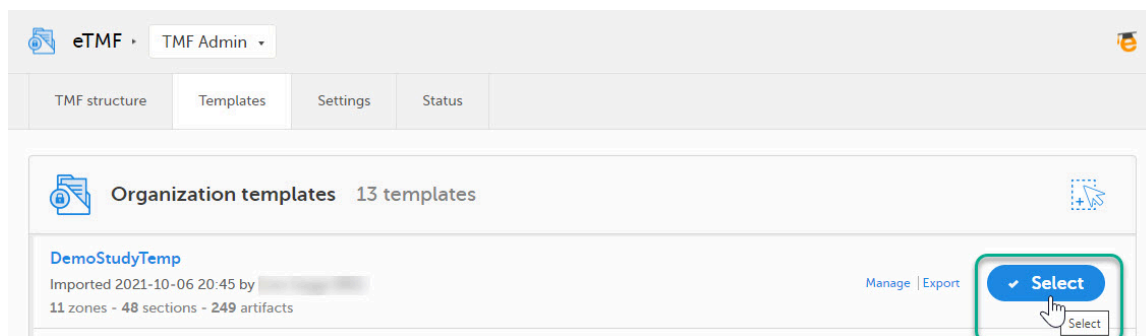 eTMF TMF Admin
TMF structure Templates Settings Status
Organization templates 13 templates
DemoStudyTemp
Imported 2021-10-06 20:45 by
Manage | Export Select
11 zones - 48 sections - 249 artifacts
Select